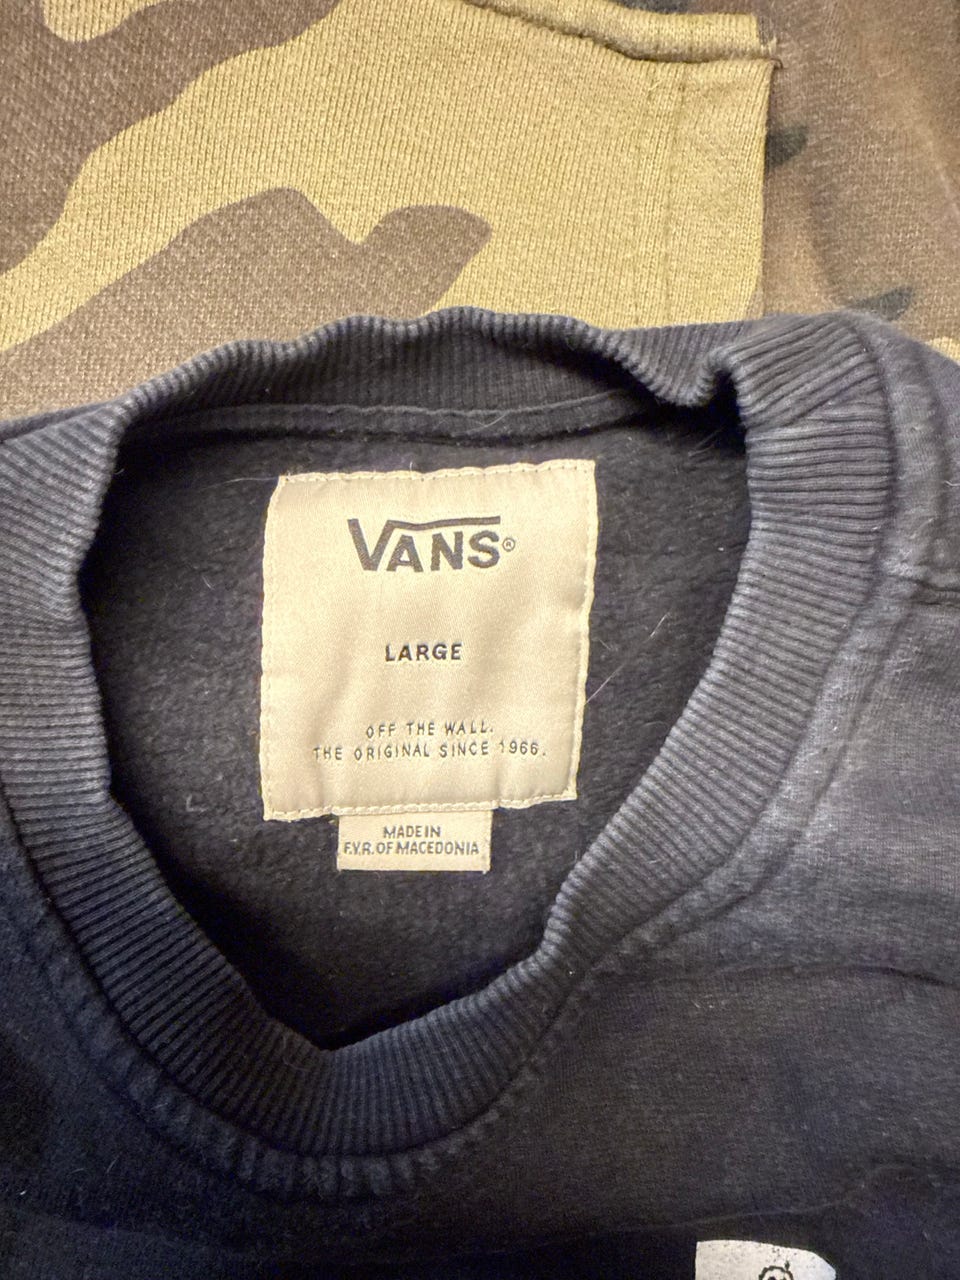 VANS®
LARGE
OFF THE WALL.
THE ORIGINAL SINCE 1966.
MADE IN
F.Y.R. OF MACEDONIA